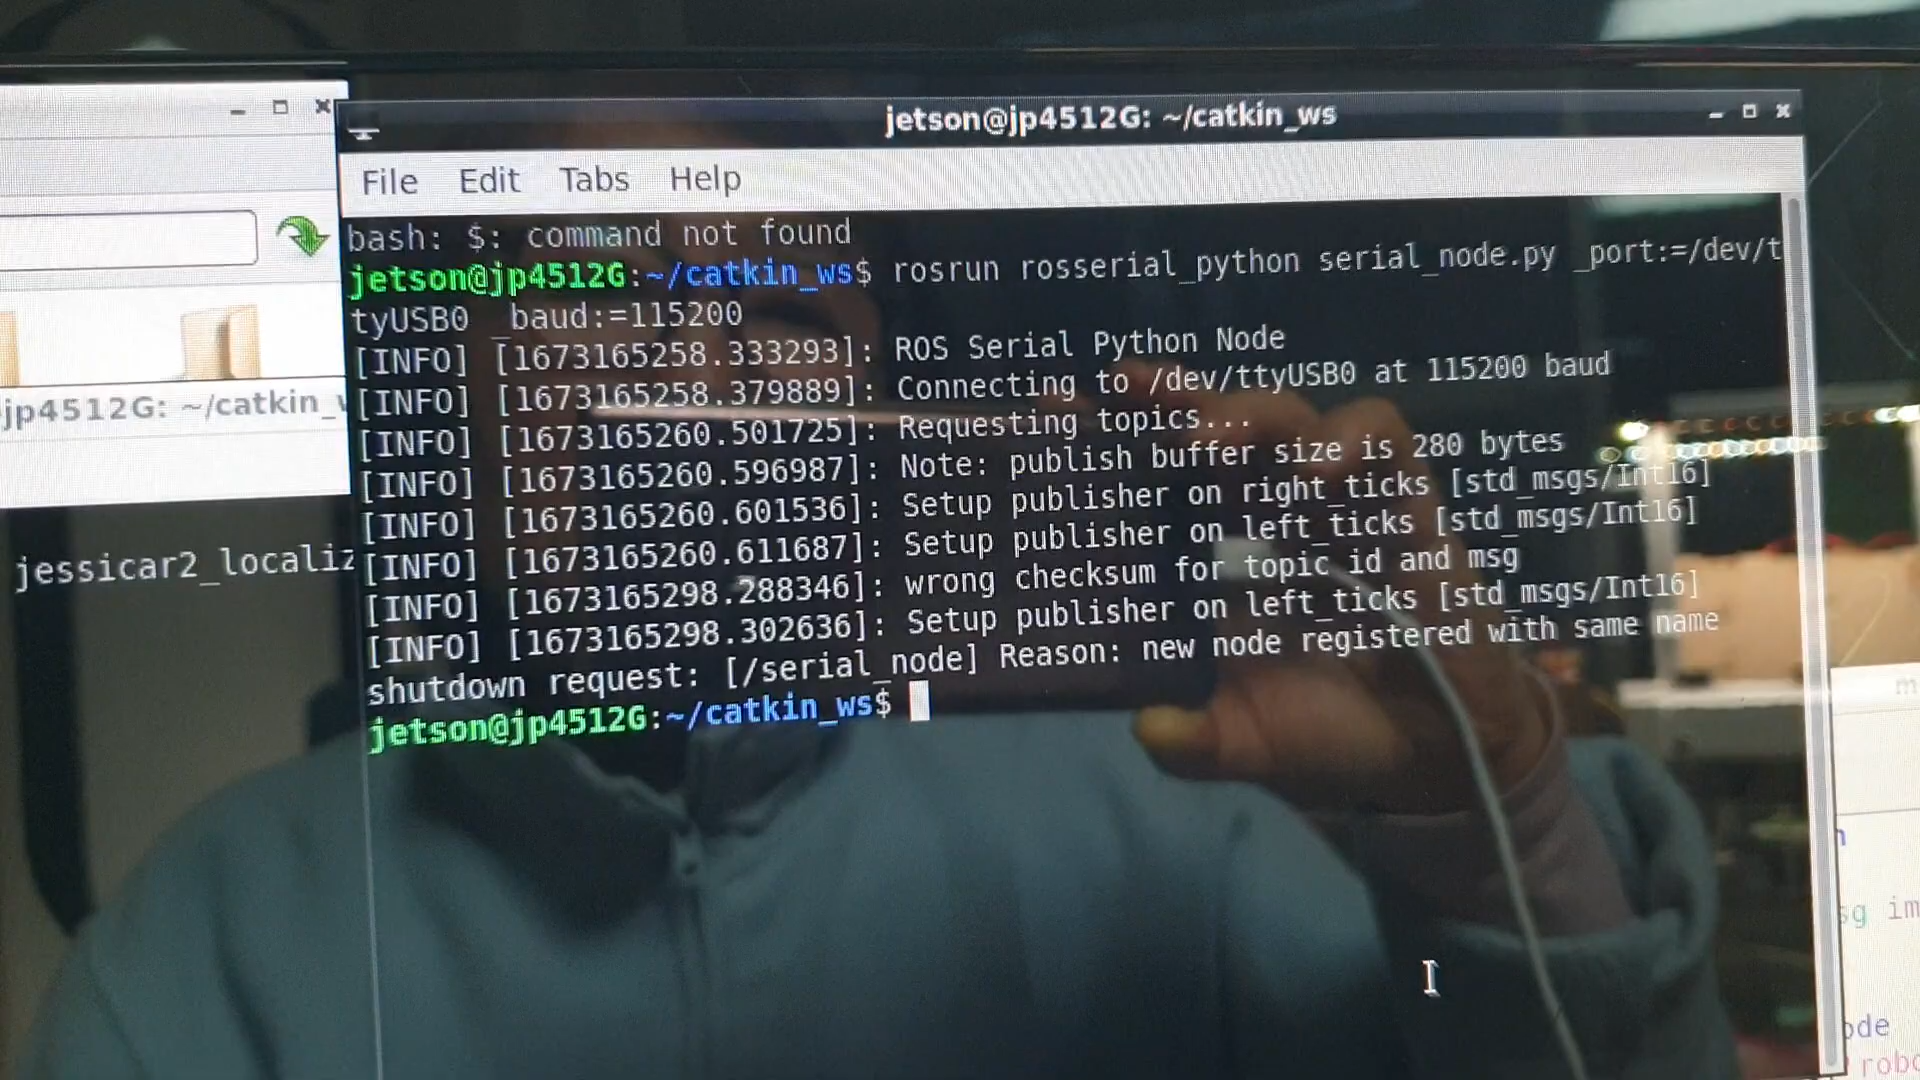 jetson@jp4512G: ~/catkin_ws
File Edit Tabs Help
bash: $: command not found
jetson@jp4512G:~/catkin_ws$ rosrun rosserial_python serial_node.py _port:=/dev/t
tyUSB0 _baud:=115200
[INFO] [1673165258.333293]: ROS Serial Python Node
[INFO] [1673165258.379889]: Connecting to /dev/ttyUSB0 at 115200 baud
[INFO] [1673165260.501725]: Requesting topics...
[INFO] [1673165260.596987]: Note: publish buffer size is 280 bytes
[INFO] [1673165260.601536]: Setup publisher on right_ticks [std_msgs/Int16]
[INFO] [1673165260.611687]: Setup publisher on left_ticks [std_msgs/Int16]
[INFO] [1673165298.288346]: wrong checksum for topic id and msg
[INFO] [1673165298.302636]: Setup publisher on left_ticks [std_msgs/Int16]
shutdown request: [/serial_node] Reason: new node registered with same name
jetson@jp4512G:~/catkin_ws$
jp4512G: ~/catkin_
jessicar2_localiz
sg im
ode
robo